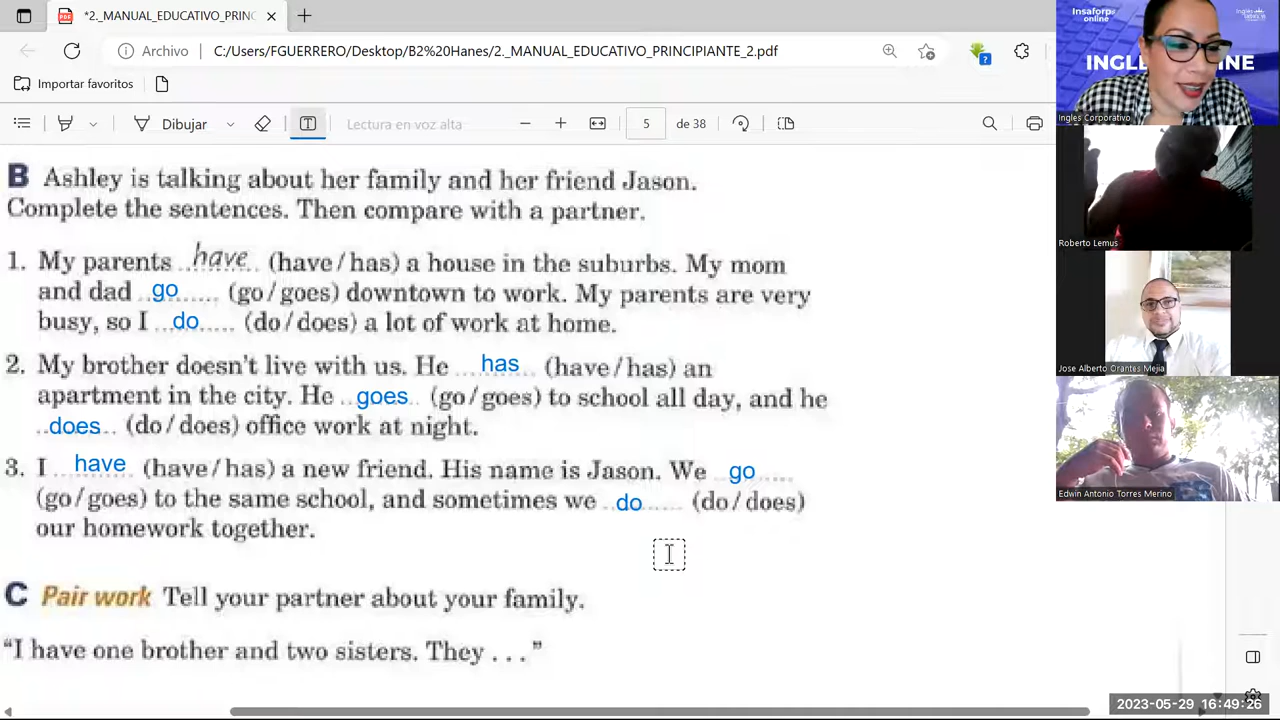 *2._MANUAL_EDUCATIVO_PRINC
Archivo
C:/Users/FGUERRERO/Desktop/B2%20Hanes/2._MANUAL_EDUCATIVO_PRINCIPIANTE_2.pdf
Importar favoritos
Dibujar
Lectura en voz alta
5
de 38
B Ashley is talking about her family and her friend Jason.
Complete the sentences. Then compare with a partner.
1. My parents have (have/has) a house in the suburbs. My mom
and dad go (go/goes) downtown to work. My parents are very
busy, so I do (do/does) a lot of work at home.
2. My brother doesn't live with us. He has (have/has) an
apartment in the city. He goes (go/goes) to school all day, and he
does (do/does) office work at night.
3. I have (have/has) a new friend. His name is Jason. We go
(go/goes) to the same school, and sometimes we do (do/does)
our homework together.
C Pair work Tell your partner about your family.
"I have one brother and two sisters. They . . . "
Insaforp
online
Ingles Corporativo
Roberto Lemus
Jose Alberto Orantes Mejia
Edwin Antonio Torres Merino
2023-05-29 16:49:26